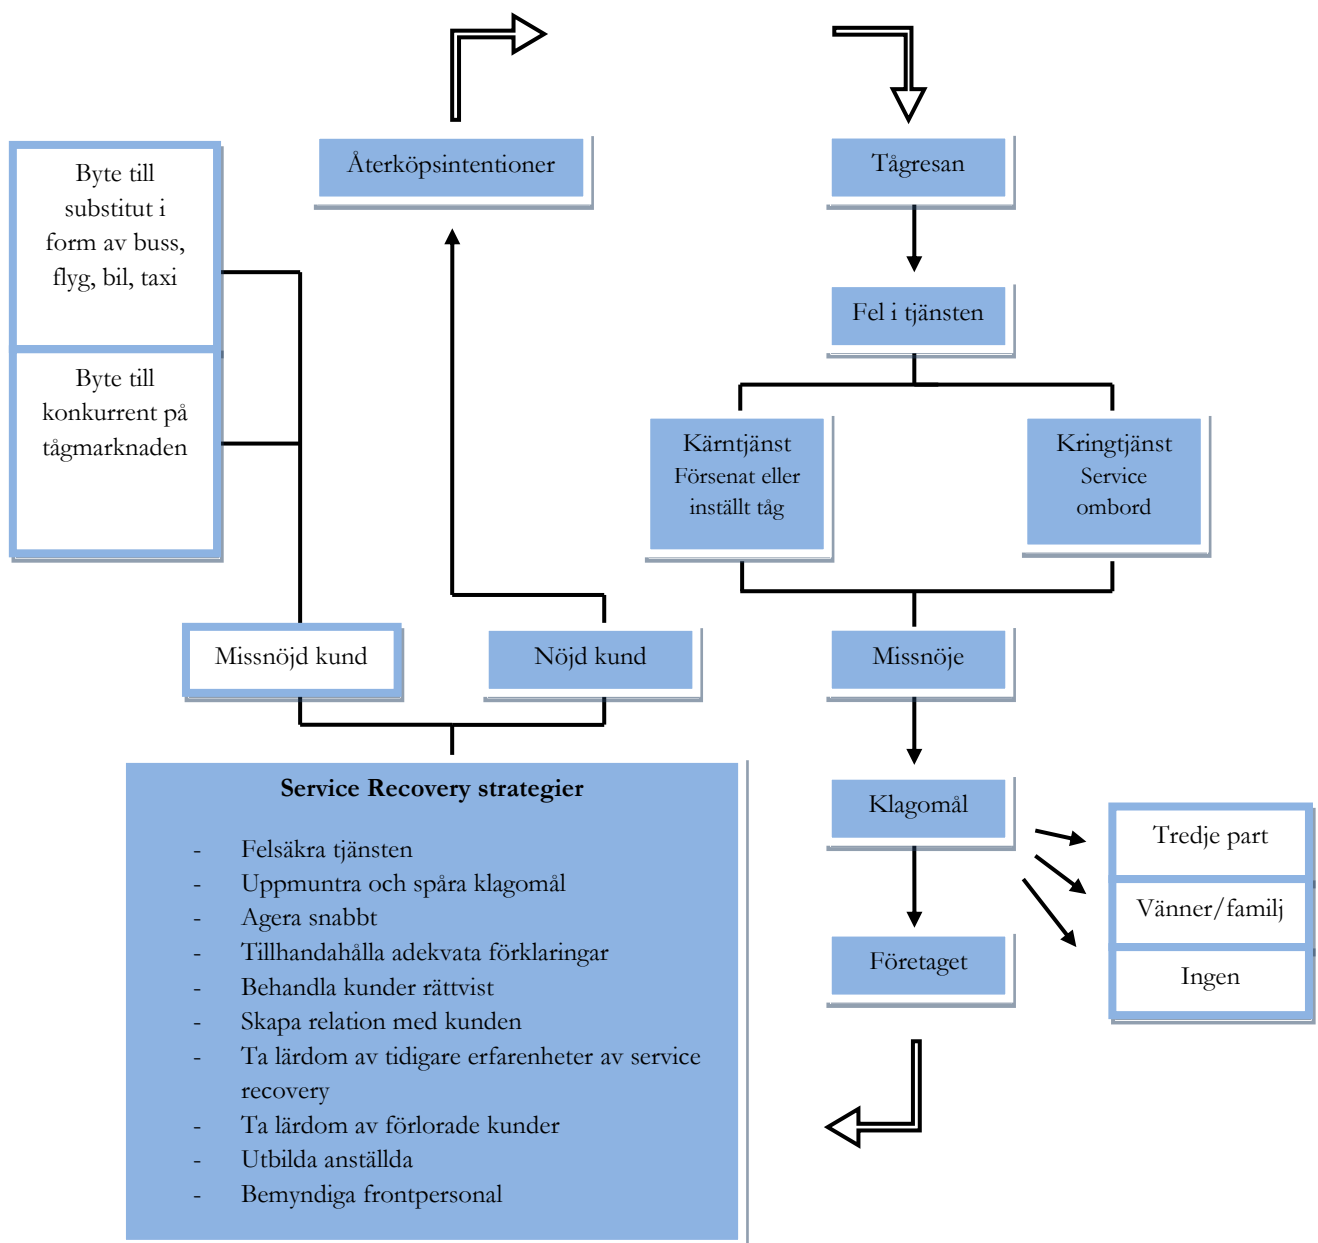 Återköpsintentioner
Tågresan
Byte till
substitut i
form av buss,
flyg, bil, taxi
Byte till
konkurrent på
tågmarknaden
Fel i tjänsten
Kärntjänst
Försenat eller
inställt tåg
Kringtjänst
Service
ombord
Missnöjd kund
Nöjd kund
Missnöje
Service Recovery strategier
- Felsäkra tjänsten
- Uppmuntra och spåra klagomål
- Agera snabbt
- Tillhandahålla adekvata förklaringar
- Behandla kunder rättvist
- Skapa relation med kunden
- Ta lärdom av tidigare erfarenheter av service
recovery
- Ta lärdom av förlorade kunder
- Utbilda anställda
- Bemyndiga frontpersonal
Klagomål
Tredje part
Vänner/familj
Ingen
Företaget